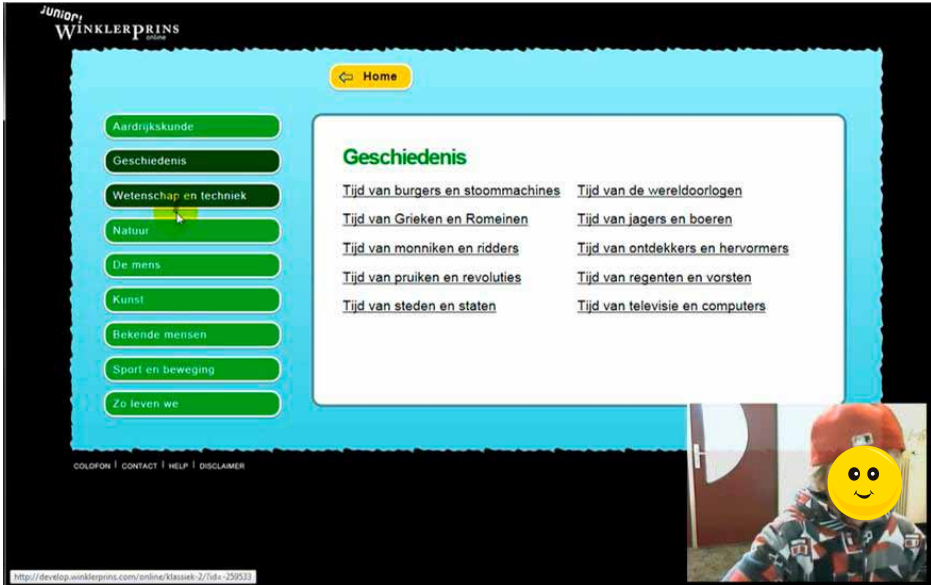 JUNIOR!
WINKLERPRINS
online
Home
Aardrijkskunde
Geschiedenis
Wetenschap en techniek
Natuur
De mens
Kunst
Bekende mensen
Sport en beweging
Zo leven we
Geschiedenis
Tijd van burgers en stoommachines
Tijd van de wereldoorlogen
Tijd van Grieken en Romeinen
Tijd van jagers en boeren
Tijd van monniken en ridders
Tijd van ontdekkers en hervormers
Tijd van pruiken en revoluties
Tijd van regenten en vorsten
Tijd van steden en staten
Tijd van televisie en computers
COLOFON | CONTACT | HELP | DISCLAIMER
http://develop.winklerprins.com/online/klassiek-2/?id=-259533